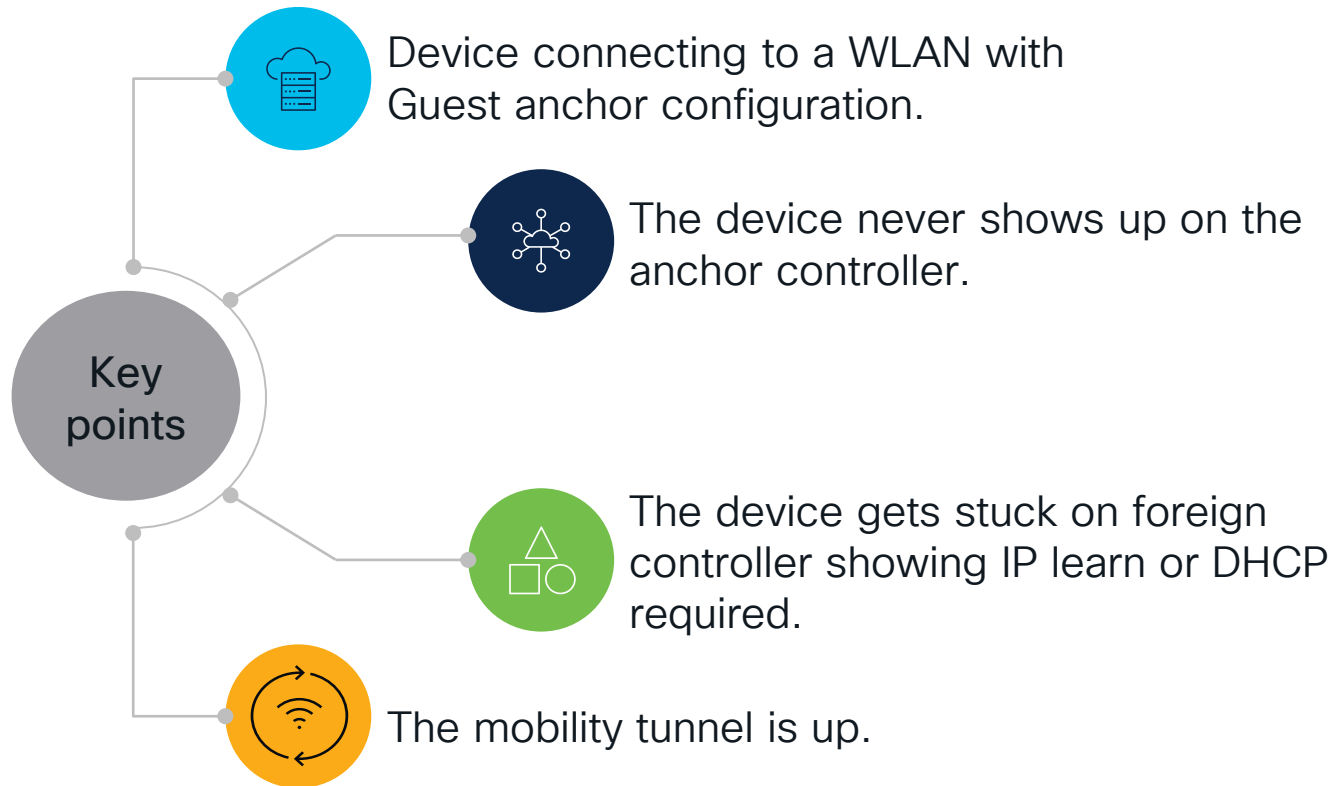 Device connecting to a WLAN with
Guest anchor configuration.
The device never shows up on the
anchor controller.
Key
points
The device gets stuck on foreign
controller showing IP learn or DHCP
required.
The mobility tunnel is up.